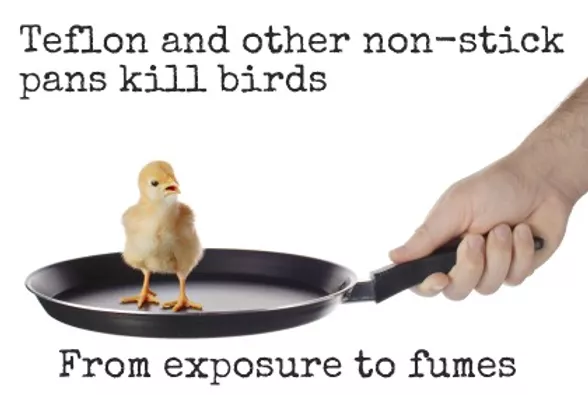 Teflon and other non-stick
pans kill birds
From exposure to fumes